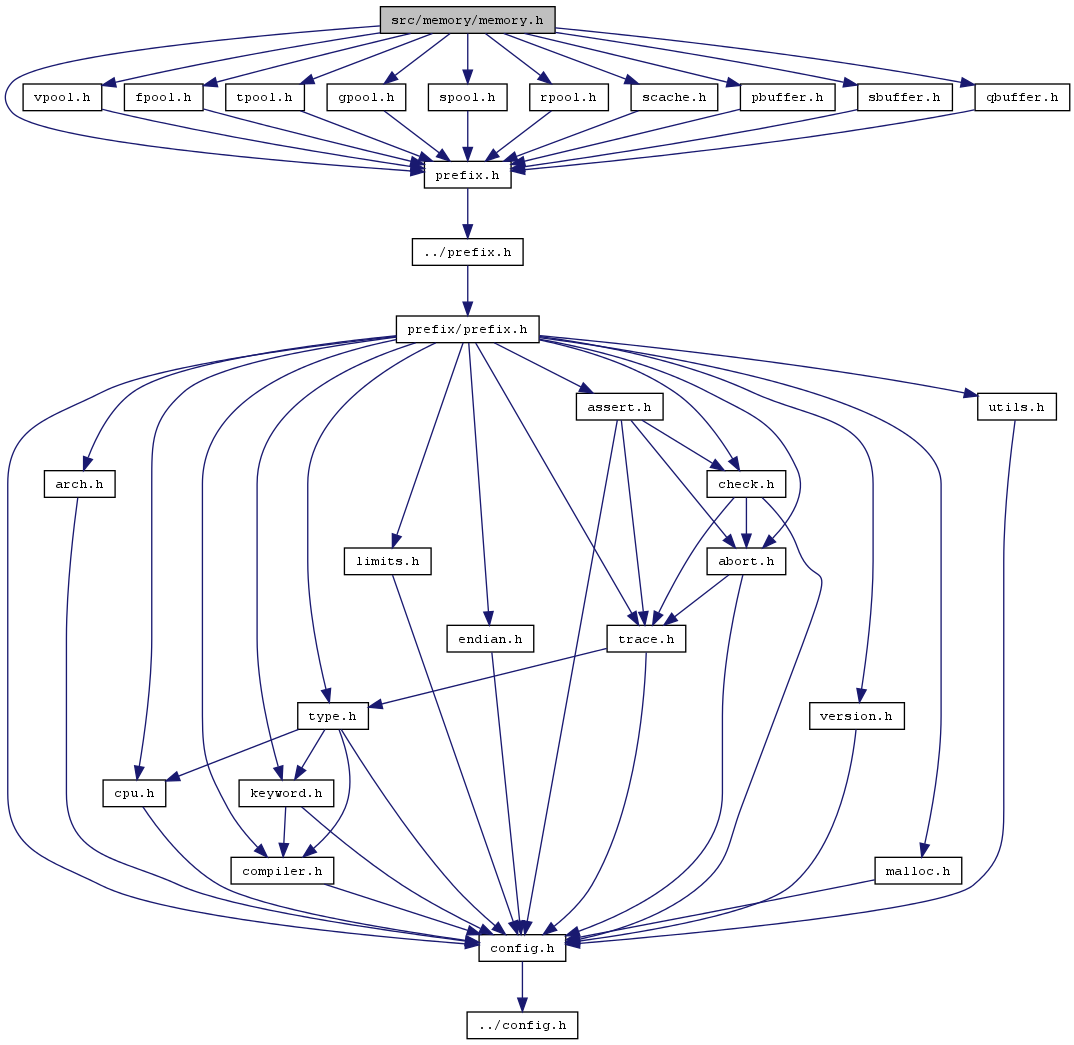 src/memory/memory.h
vpool.h
fpool.h
tpool.h
gpool.h
spool.h
rpool.h
scache.h
pbuffer.h
sbuffer.h
qbuffer.h
prefix.h
../prefix.h
prefix/prefix.h
assert.h
utils.h
arch.h
check.h
limits.h
abort.h
endian.h
trace.h
type.h
version.h
cpu.h
keyword.h
compiler.h
malloc.h
config.h
../config.h